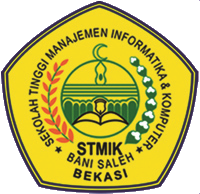 ★ SEKOLAH TINGGI MANAJEMEN INFORMATIKA & KOMPUTER ★
STMIK
BANI SALEH
BEKASI